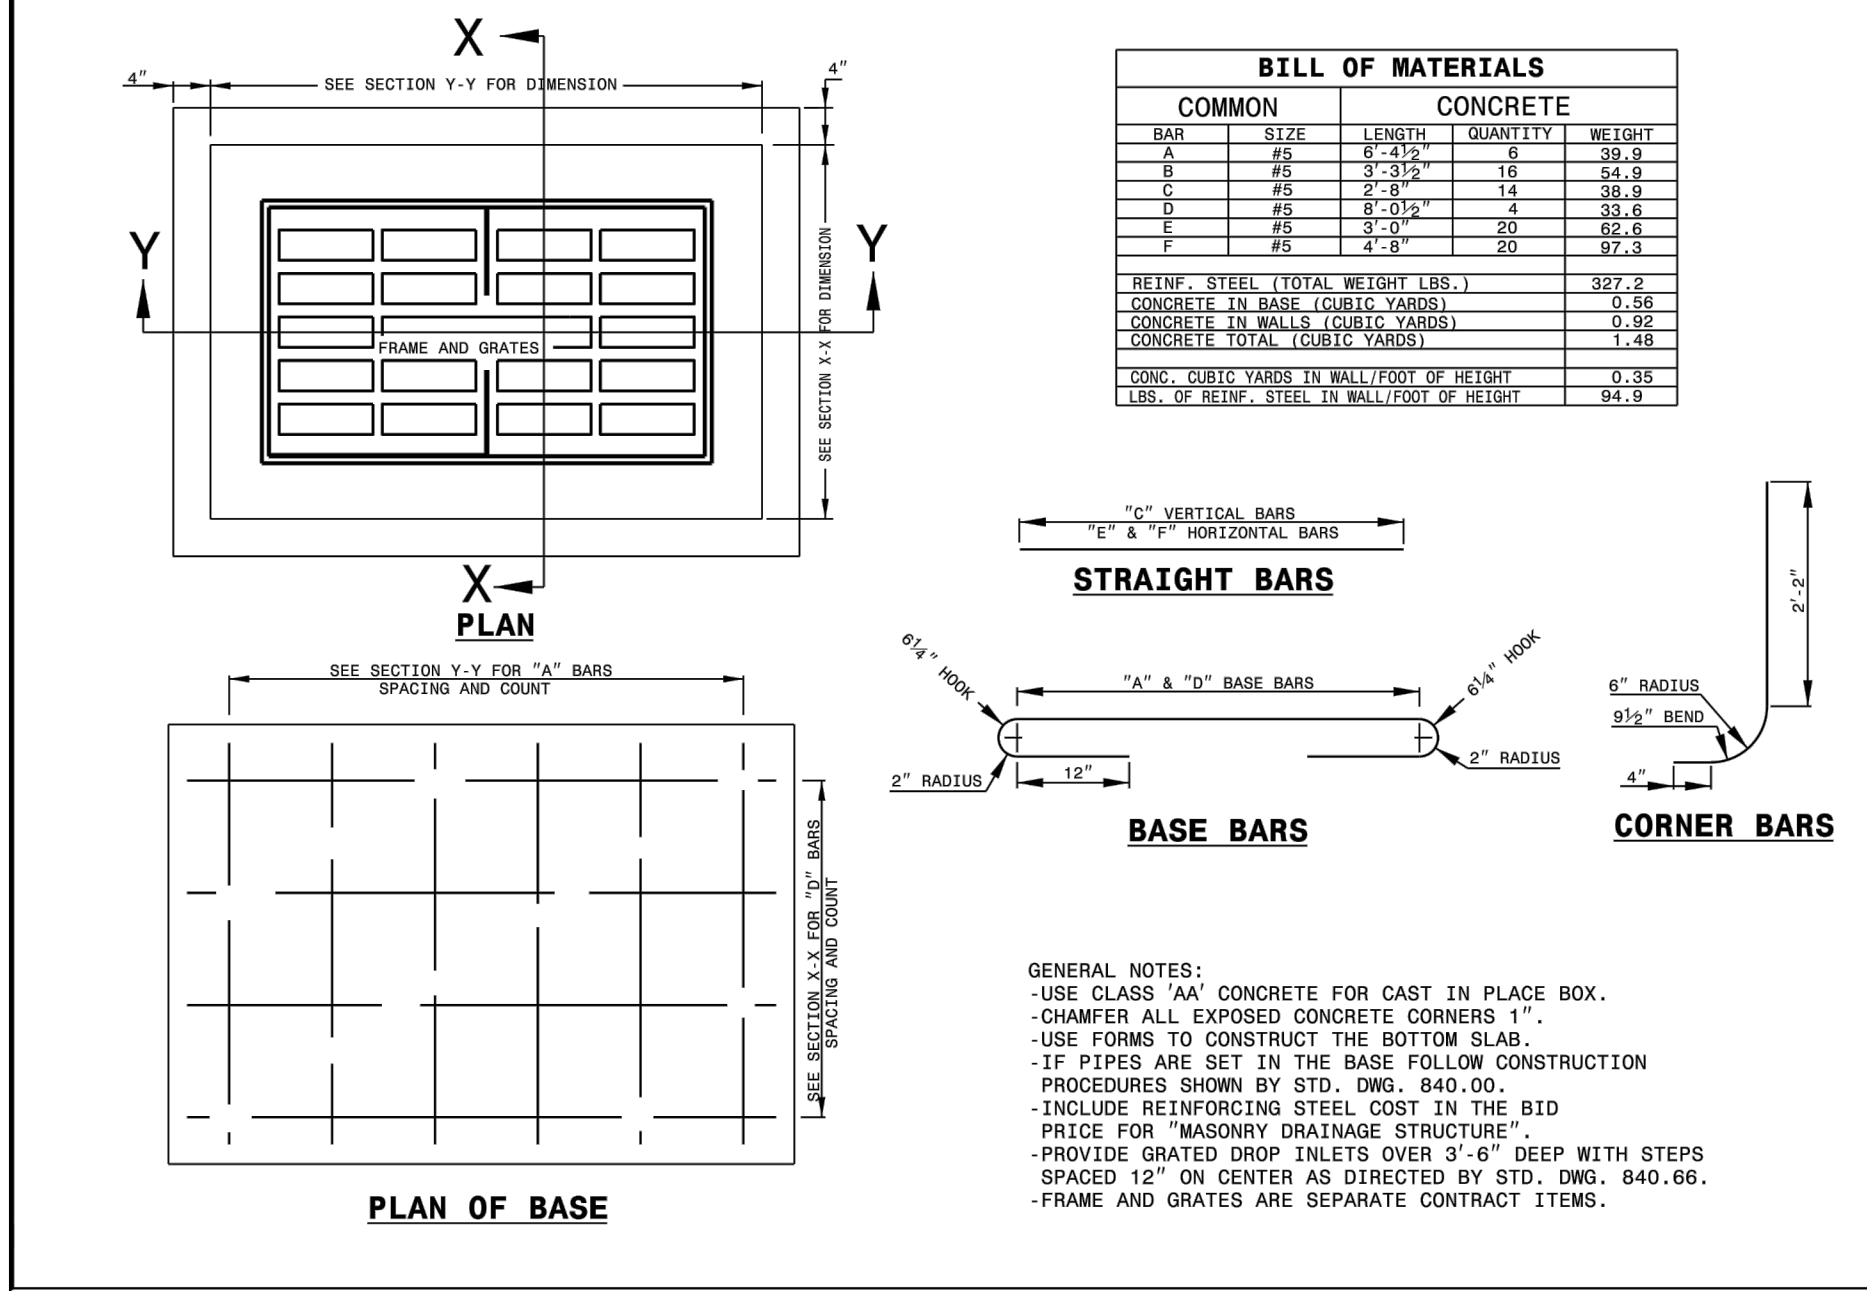 X
4"
SEE SECTION Y-Y FOR DIMENSION
4"
Y
Y
FRAME AND GRATES
SEE SECTION X-X FOR DIMENSION
X
PLAN
SEE SECTION Y-Y FOR "A" BARS
SPACING AND COUNT
SEE SECTION X-X FOR "D" BARS
SPACING AND COUNT
PLAN OF BASE
BILL OF MATERIALS
COMMON CONCRETE
BAR SIZE LENGTH QUANTITY WEIGHT
A #5 6'-4½" 6 39.9
B #5 3'-3½" 16 54.9
C #5 2'-8" 14 38.9
D #5 8'-0½" 4 33.6
E #5 3'-0" 20 62.6
F #5 4'-8" 20 97.3
REINF. STEEL (TOTAL WEIGHT LBS.) 327.2
CONCRETE IN BASE (CUBIC YARDS) 0.56
CONCRETE IN WALLS (CUBIC YARDS) 0.92
CONCRETE TOTAL (CUBIC YARDS) 1.48
CONC. CUBIC YARDS IN WALL/FOOT OF HEIGHT 0.35
LBS. OF REINF. STEEL IN WALL/FOOT OF HEIGHT 94.9
"C" VERTICAL BARS
"E" & "F" HORIZONTAL BARS
STRAIGHT BARS
6¼" HOOK
"A" & "D" BASE BARS
6¼" HOOK
2" RADIUS
12"
2" RADIUS
BASE BARS
2'-2"
6" RADIUS
9½" BEND
4"
CORNER BARS
GENERAL NOTES:
-USE CLASS 'AA' CONCRETE FOR CAST IN PLACE BOX.
-CHAMFER ALL EXPOSED CONCRETE CORNERS 1".
-USE FORMS TO CONSTRUCT THE BOTTOM SLAB.
-IF PIPES ARE SET IN THE BASE FOLLOW CONSTRUCTION
PROCEDURES SHOWN BY STD. DWG. 840.00.
-INCLUDE REINFORCING STEEL COST IN THE BID
PRICE FOR "MASONRY DRAINAGE STRUCTURE".
-PROVIDE GRATED DROP INLETS OVER 3'-6" DEEP WITH STEPS
SPACED 12" ON CENTER AS DIRECTED BY STD. DWG. 840.66.
-FRAME AND GRATES ARE SEPARATE CONTRACT ITEMS.